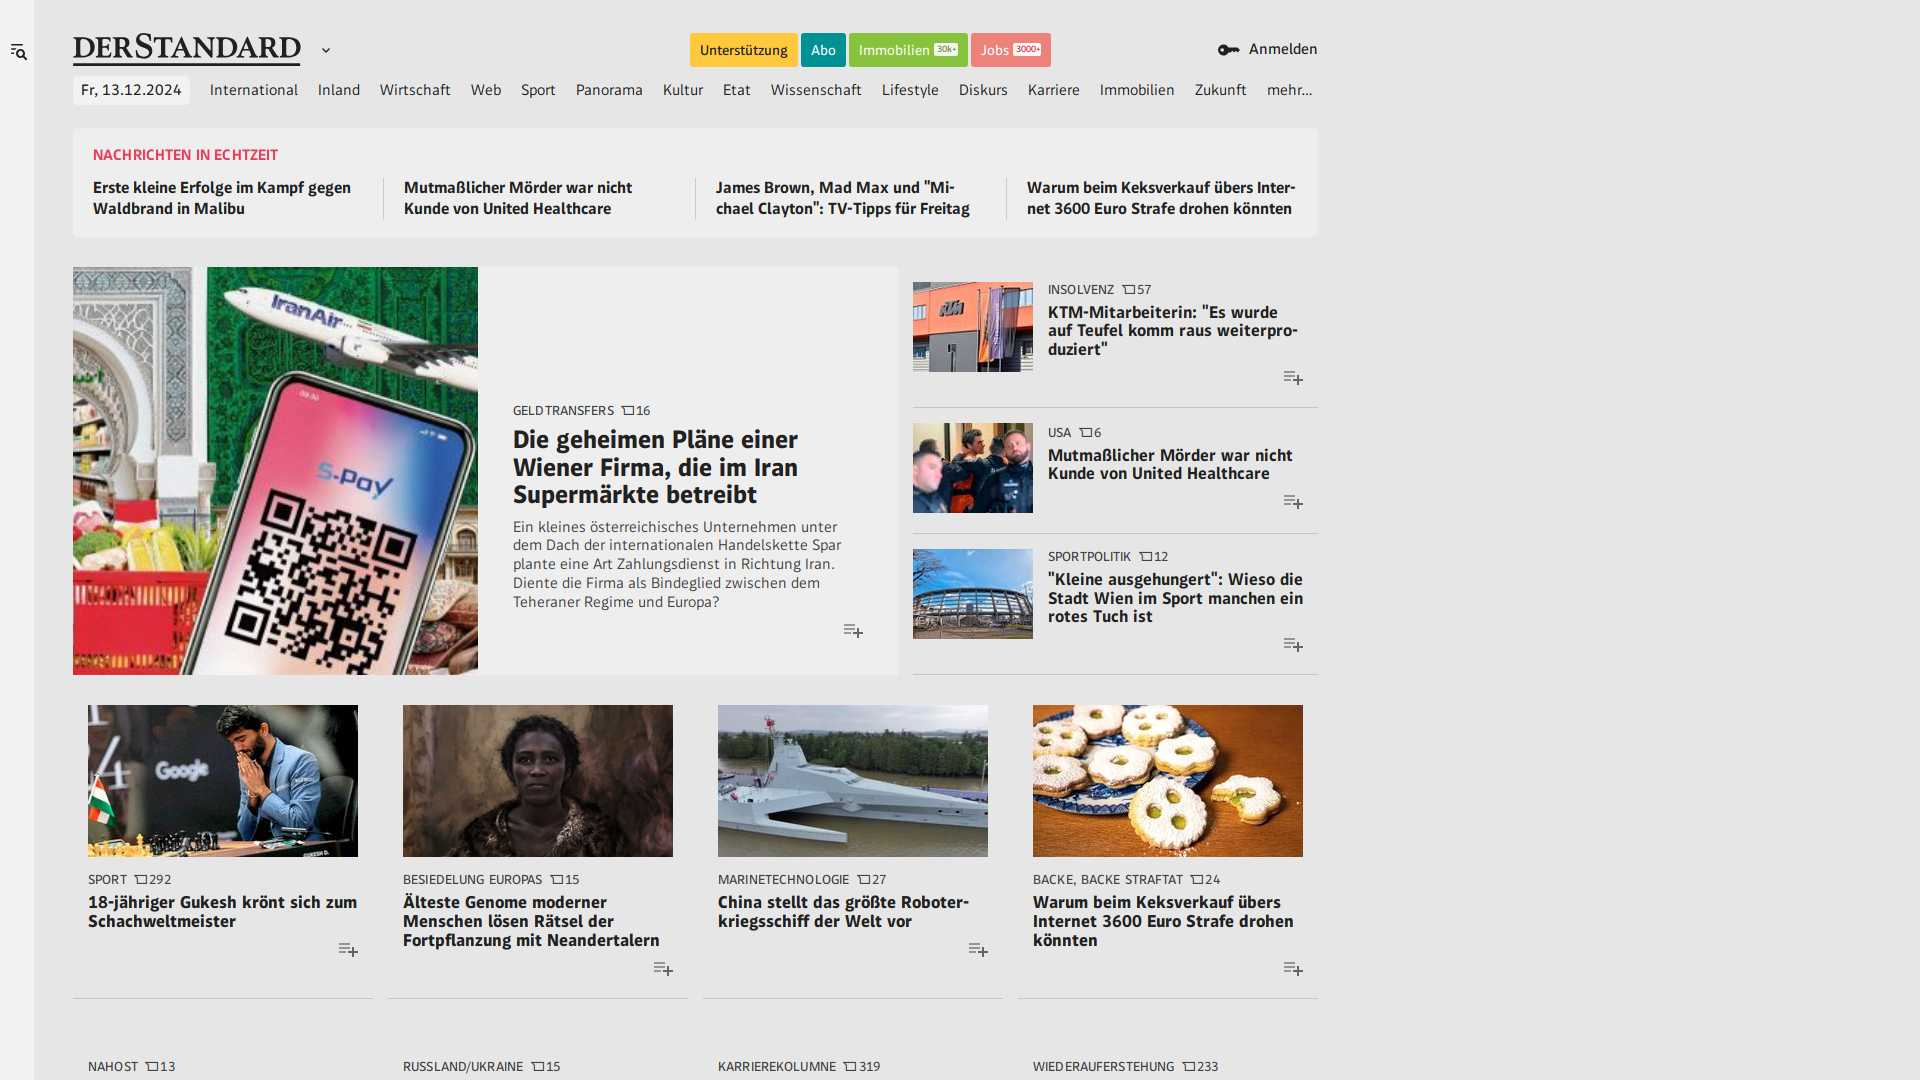 DERSTANDARD
Unterstützung
Abo
Immobilien 30k+
Jobs 3000+
Anmelden
Fr, 13.12.2024
International
Inland
Wirtschaft
Web
Sport
Panorama
Kultur
Etat
Wissenschaft
Lifestyle
Diskurs
Karriere
Immobilien
Zukunft
mehr...
NACHRICHTEN IN ECHTZEIT
Erste kleine Erfolge im Kampf gegen
Waldbrand in Malibu
Mutmaßlicher Mörder war nicht
Kunde von United Healthcare
James Brown, Mad Max und "Mi-
chael Clayton": TV-Tipps für Freitag
Warum beim Keksverkauf übers Inter-
net 3600 Euro Strafe drohen könnten
IranAir
S-Pay
GELDTRANSFERS 16
Die geheimen Pläne einer
Wiener Firma, die im Iran
Supermärkte betreibt
Ein kleines österreichisches Unternehmen unter
dem Dach der internationalen Handelskette Spar
plante eine Art Zahlungsdienst in Richtung Iran.
Diente die Firma als Bindeglied zwischen dem
Teheraner Regime und Europa?
KTM
INSOLVENZ 57
KTM-Mitarbeiterin: "Es wurde
auf Teufel komm raus weiterpro-
duziert"
USA 6
Mutmaßlicher Mörder war nicht
Kunde von United Healthcare
SPORTPOLITIK 12
"Kleine ausgehungert": Wieso die
Stadt Wien im Sport manchen ein
rotes Tuch ist
Google
SPORT 292
18-jähriger Gukesh krönt sich zum
Schachweltmeister
BESIEDELUNG EUROPAS 15
Älteste Genome moderner
Menschen lösen Rätsel der
Fortpflanzung mit Neandertalern
MARINETECHNOLOGIE 27
China stellt das größte Roboter-
kriegsschiff der Welt vor
BACKE, BACKE STRAFTAT 24
Warum beim Keksverkauf übers
Internet 3600 Euro Strafe drohen
könnten
NAHOST 13
RUSSLAND/UKRAINE 15
KARRIEREKOLUMNE 319
WIEDERAUFERSTEHUNG 233